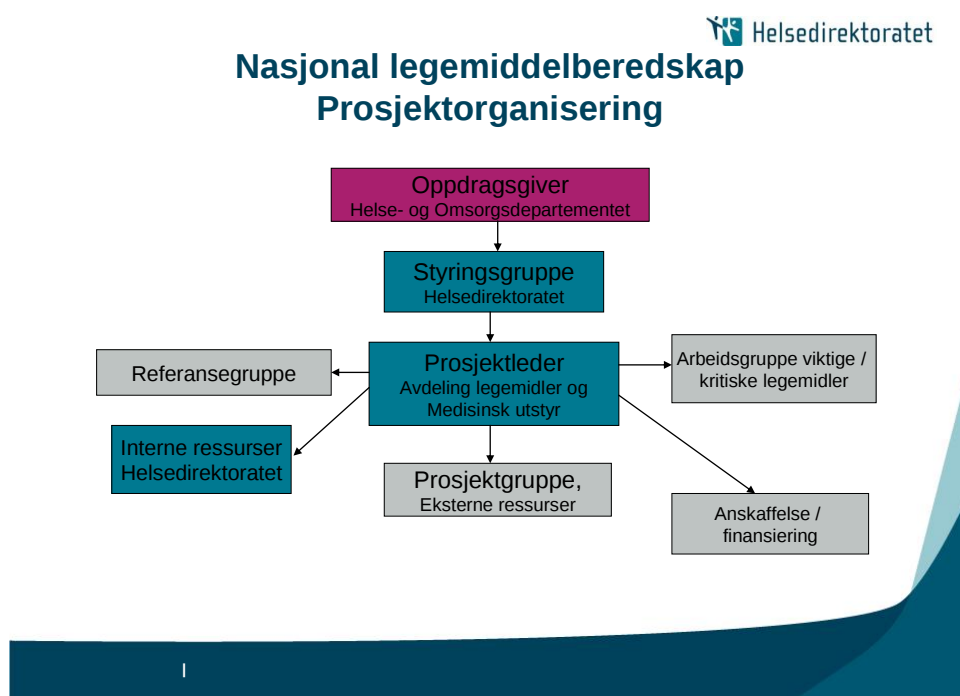 Helsedirektoratet
Nasjonal legemiddelberedskap
Prosjektorganisering
Oppdragsgiver
Helse- og Omsorgsdepartementet
Styringsgruppe
Helsedirektoratet
Referansegruppe
Prosjektleder
Avdeling legemidler og
Medisinsk utstyr
Arbeidsgruppe viktige /
kritiske legemidler
Interne ressurser
Helsedirektoratet
Prosjektgruppe,
Eksterne ressurser
Anskaffelse /
finansiering
|